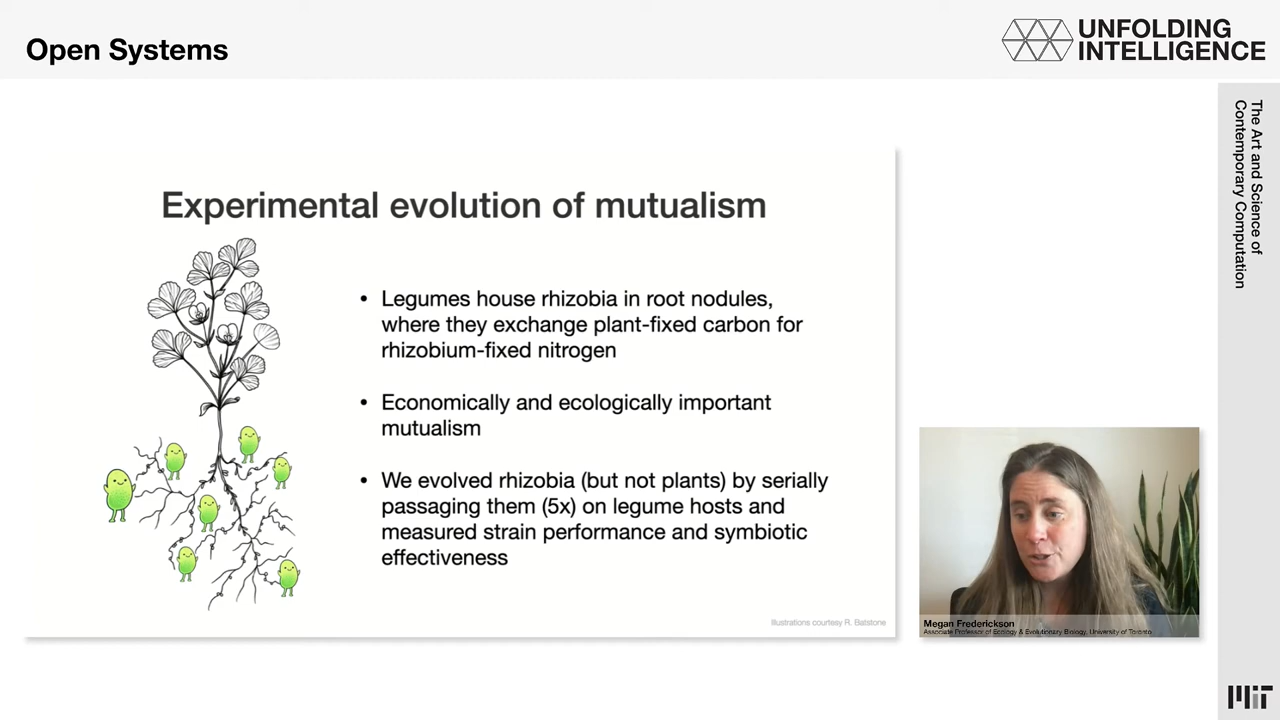 Open Systems
UNFOLDING
INTELLIGENCE
The Art and Science of
Contemporary Computation
Experimental evolution of mutualism
• Legumes house rhizobia in root nodules,
where they exchange plant-fixed carbon for
rhizobium-fixed nitrogen
• Economically and ecologically important
mutualism
• We evolved rhizobia (but not plants) by serially
passaging them (5x) on legume hosts and
measured strain performance and symbiotic
effectiveness
Illustrations courtesy R. Batstone
Megan Frederickson
Associate Professor of Ecology & Evolutionary Biology, University of Toronto
MIT